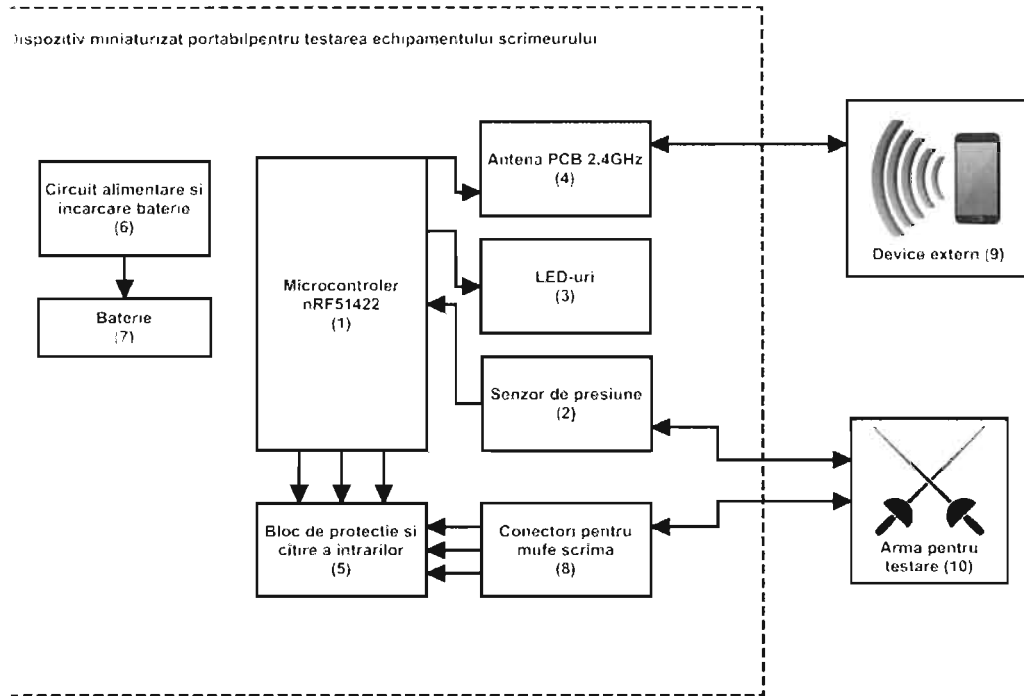 Dispozitiv miniaturizat portabilpentru testarea echipamentului scrimeurului
Antena PCB 2.4GHz
(4)
Circuit alimentare si
incarcare baterie
(6)
Device extern (9)
LED-uri
(3)
Microcontroler
nRF51422
(1)
Baterie
(7)
Senzor de presiune
(2)
Bloc de protectie si
citire a intrarilor
(5)
Conectori pentru
mufe scrima
(8)
Arma pentru
testare (10)